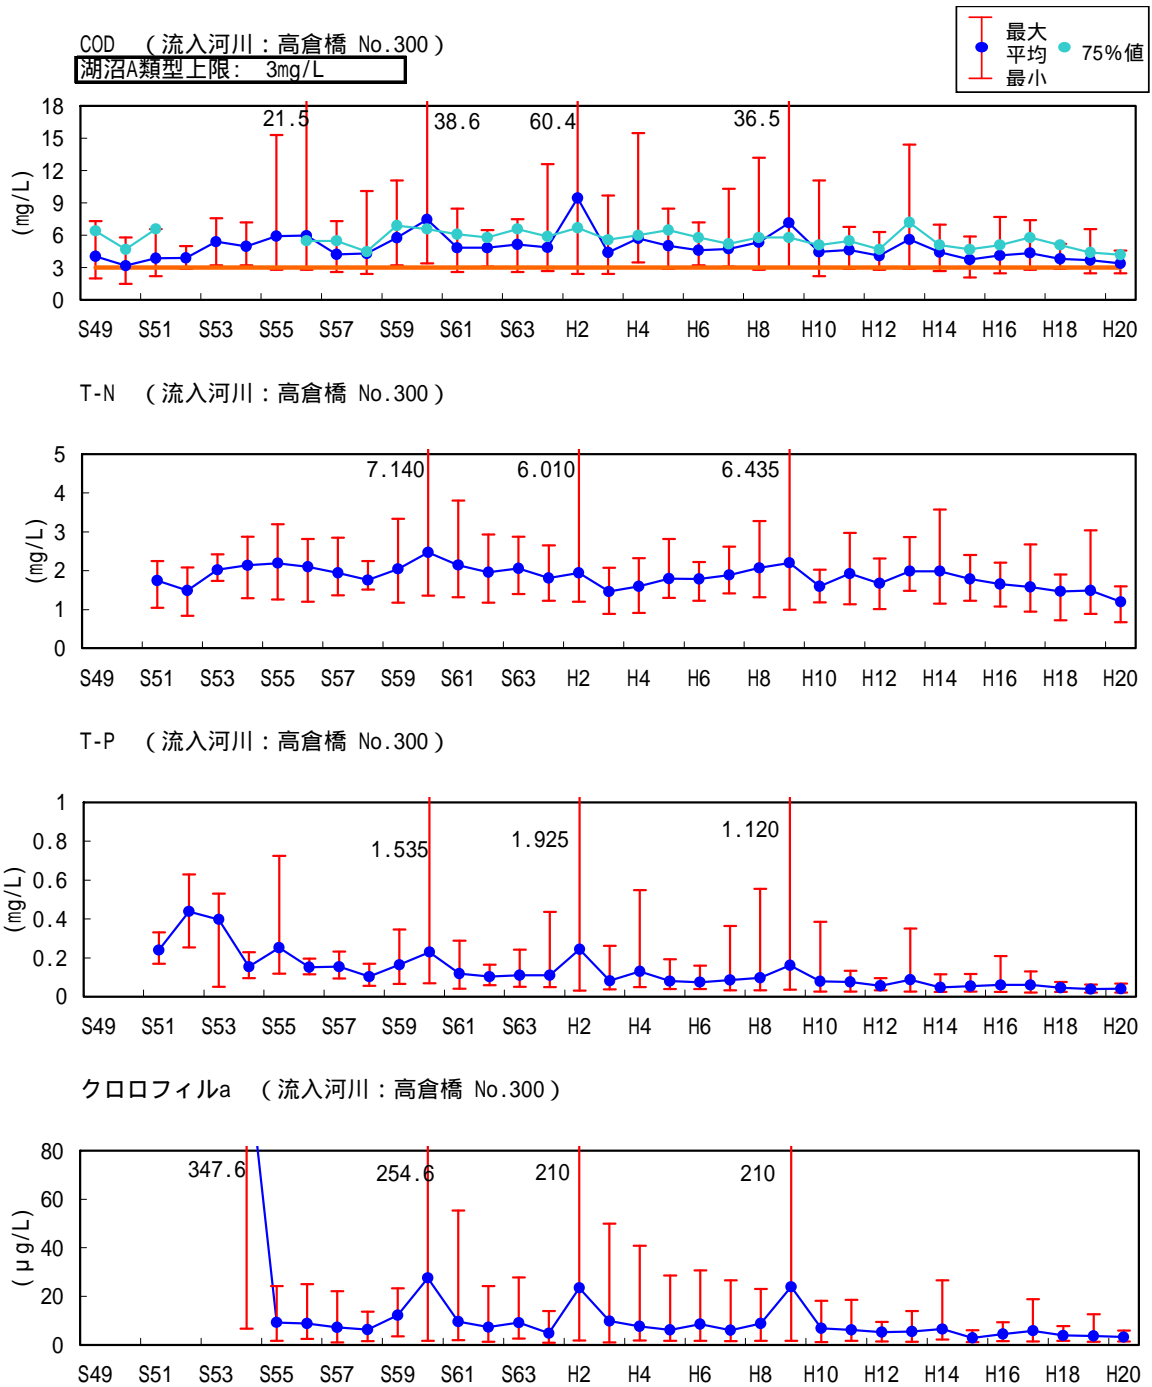 COD （流入河川：高倉橋 No.300）
湖沼A類型上限: 3mg/L
最大
平均
最小
75%値
(mg/L)
18
15
12
9
6
3
0
21.5
38.6
60.4
36.5
S49 S51 S53 S55 S57 S59 S61 S63 H2 H4 H6 H8 H10 H12 H14 H16 H18 H20
T-N （流入河川：高倉橋 No.300）
(mg/L)
5
4
3
2
1
0
7.140
6.010
6.435
S49 S51 S53 S55 S57 S59 S61 S63 H2 H4 H6 H8 H10 H12 H14 H16 H18 H20
T-P （流入河川：高倉橋 No.300）
(mg/L)
1
0.8
0.6
0.4
0.2
0
1.535
1.925
1.120
S49 S51 S53 S55 S57 S59 S61 S63 H2 H4 H6 H8 H10 H12 H14 H16 H18 H20
クロロフィルa （流入河川：高倉橋 No.300）
(μg/L)
80
60
40
20
0
347.6
254.6
210
210
S49 S51 S53 S55 S57 S59 S61 S63 H2 H4 H6 H8 H10 H12 H14 H16 H18 H20